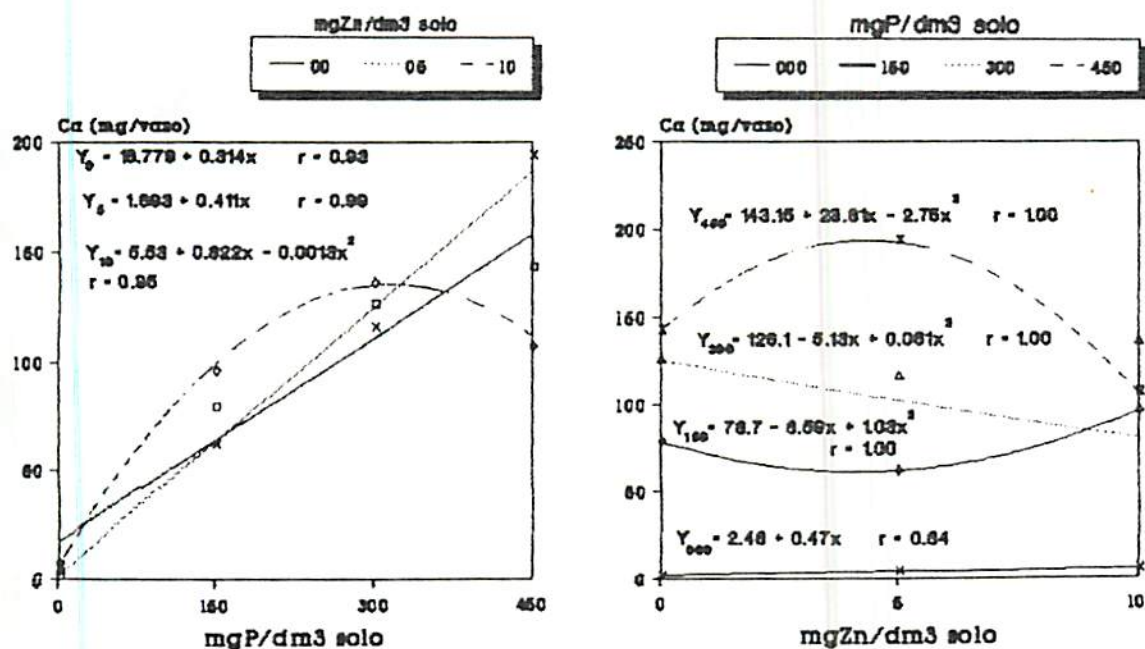 mgZn/dm3 solo
00 05 10
Ca (mg/vaso)
200
150
100
50
0
Y₀ = 18.779 + 0.314x r = 0.93
Y₅ = 1.693 + 0.411x r = 0.99
Y₁₀ = 5.53 + 0.822x - 0.0013x²
r = 0.95
0 150 300 450
mgP/dm3 solo
mgP/dm3 solo
000 150 300 450
Ca (mg/vaso)
250
200
150
100
50
0
Y₄₅₀ = 143.15 + 23.81x - 2.75x² r = 1.00
Y₃₀₀ = 126.1 - 5.13x + 0.061x² r = 1.00
Y₁₅₀ = 78.7 - 8.59x + 1.03x²
r = 1.00
Y₀₀₀ = 2.48 + 0.47x r = 0.64
0 5 10
mgZn/dm3 solo